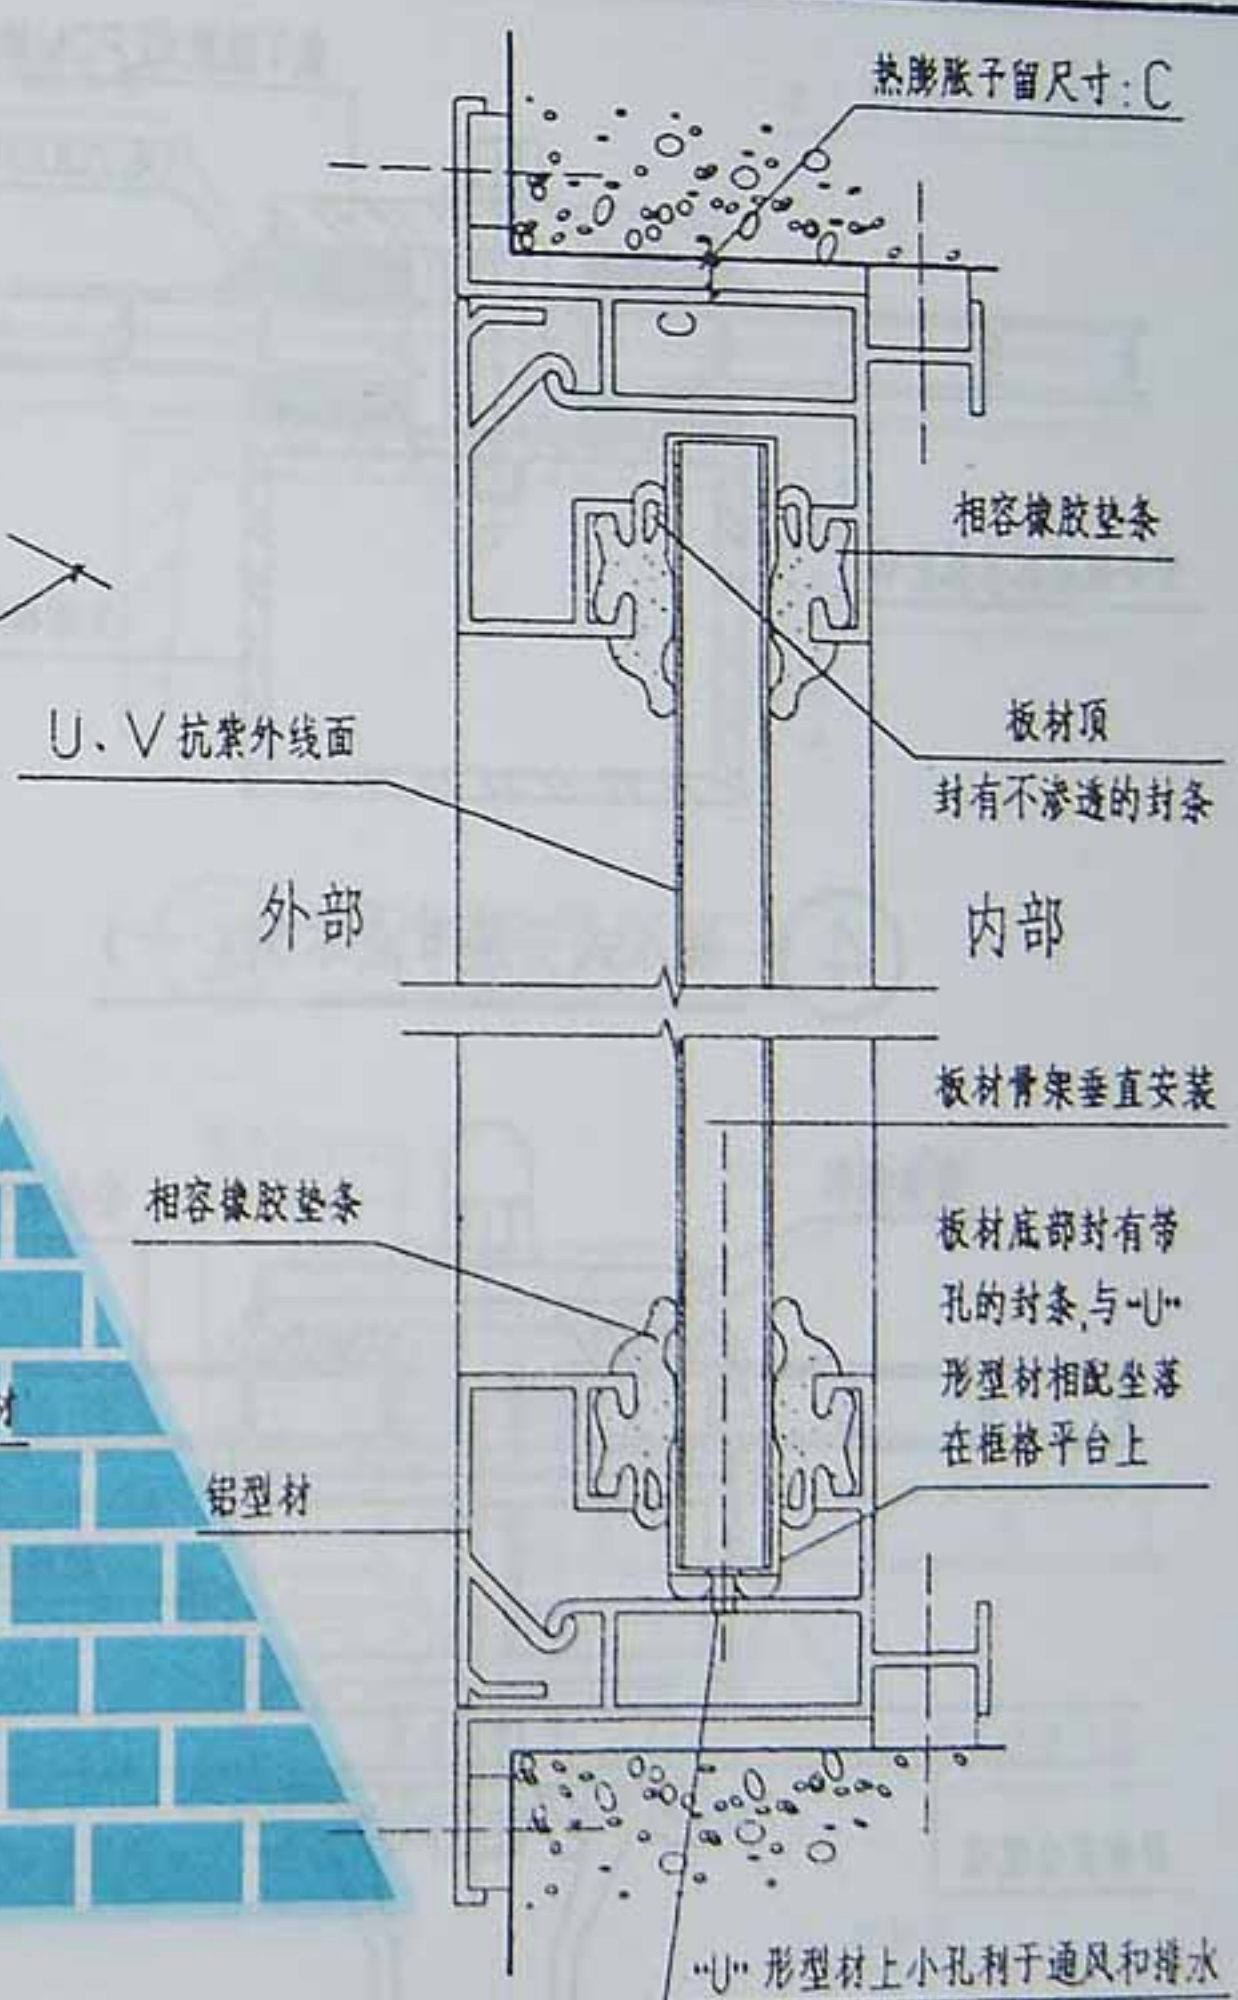 热膨胀子留尺寸:C
C
相容橡胶垫条
U、V抗紫外线面
板材顶
封有不渗透的封条
外部
内部
板材骨架垂直安装
相容橡胶垫条
板材底部封有带
孔的封条,与"U"
形型材相配坐落
在框格平台上
材
铝型材
"U"形型材上小孔利于通风和排水